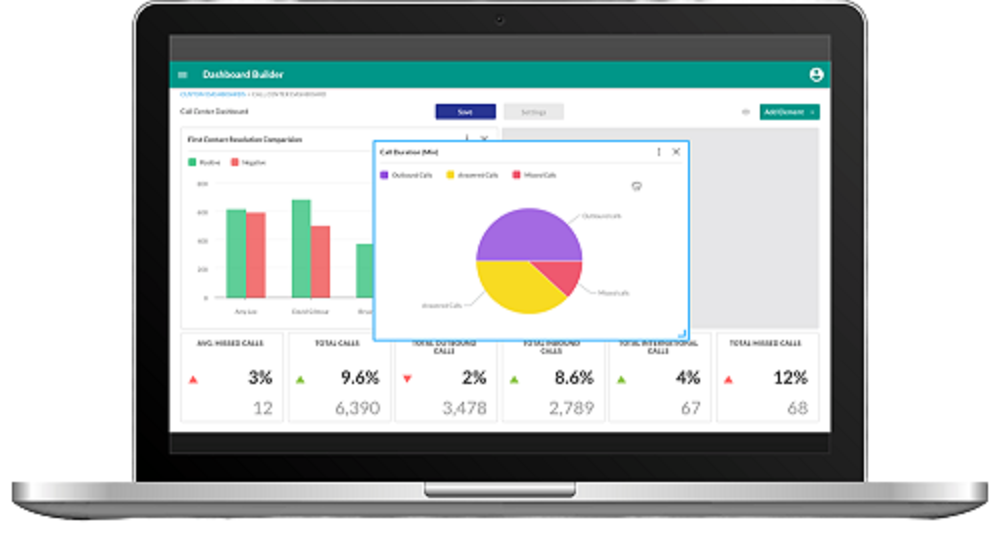 Dashboard Builder
CUSTOM DASHBOARDS > CALL CENTER DASHBOARD
Call Center Dashboard
Save
Settings
Add Element
First Contact Resolution Comparision
Positive
Negative
800
600
400
200
0
Amy Lee
David Gilmour
Call Duration (Min)
Outbound Calls
Answered Calls
Missed Calls
Outbound calls
Missed calls
Answered Calls
AVG. MISSED CALLS
3%
12
TOTAL CALLS
9.6%
6,390
TOTAL OUTBOUND
CALLS
2%
3,478
TOTAL INBOUND
CALLS
8.6%
2,789
TOTAL INTERNATIONAL
CALLS
4%
67
TOTAL MISSED CALLS
12%
68